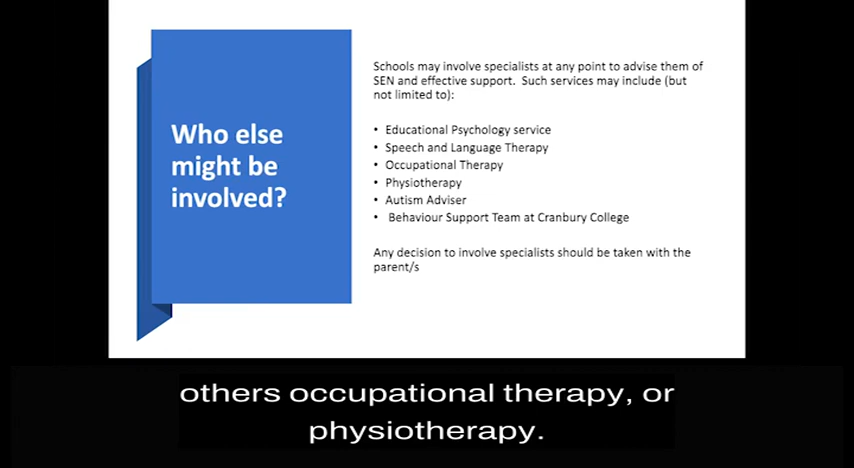 Who else
might be
involved?
Schools may involve specialists at any point to advise them of
SEN and effective support.  Such services may include (but
not limited to):
• Educational Psychology service
• Speech and Language Therapy
• Occupational Therapy
• Physiotherapy
• Autism Adviser
• Behaviour Support Team at Cranbury College
Any decision to involve specialists should be taken with the
parent/s
others occupational therapy, or
physiotherapy.